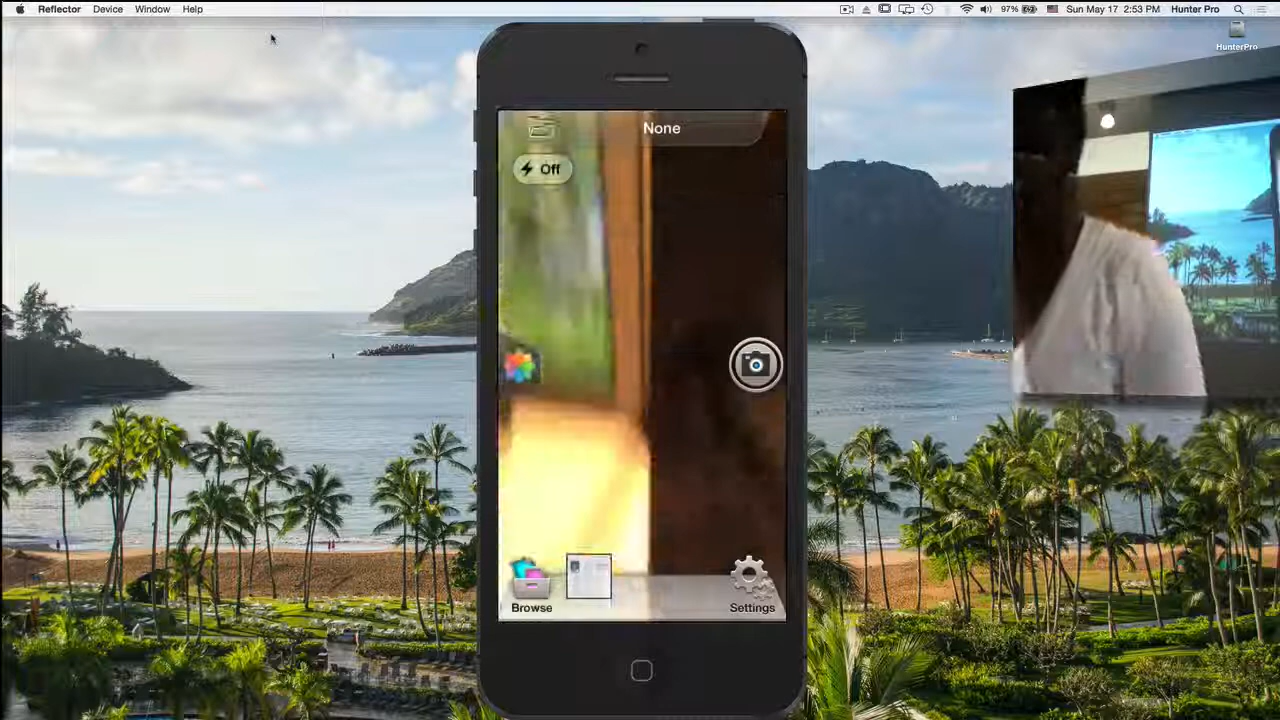 Reflector Device Window Help 97% Sun May 17 2:53 PM Hunter Pro
HunterPro
None
Off
Browse
Settings